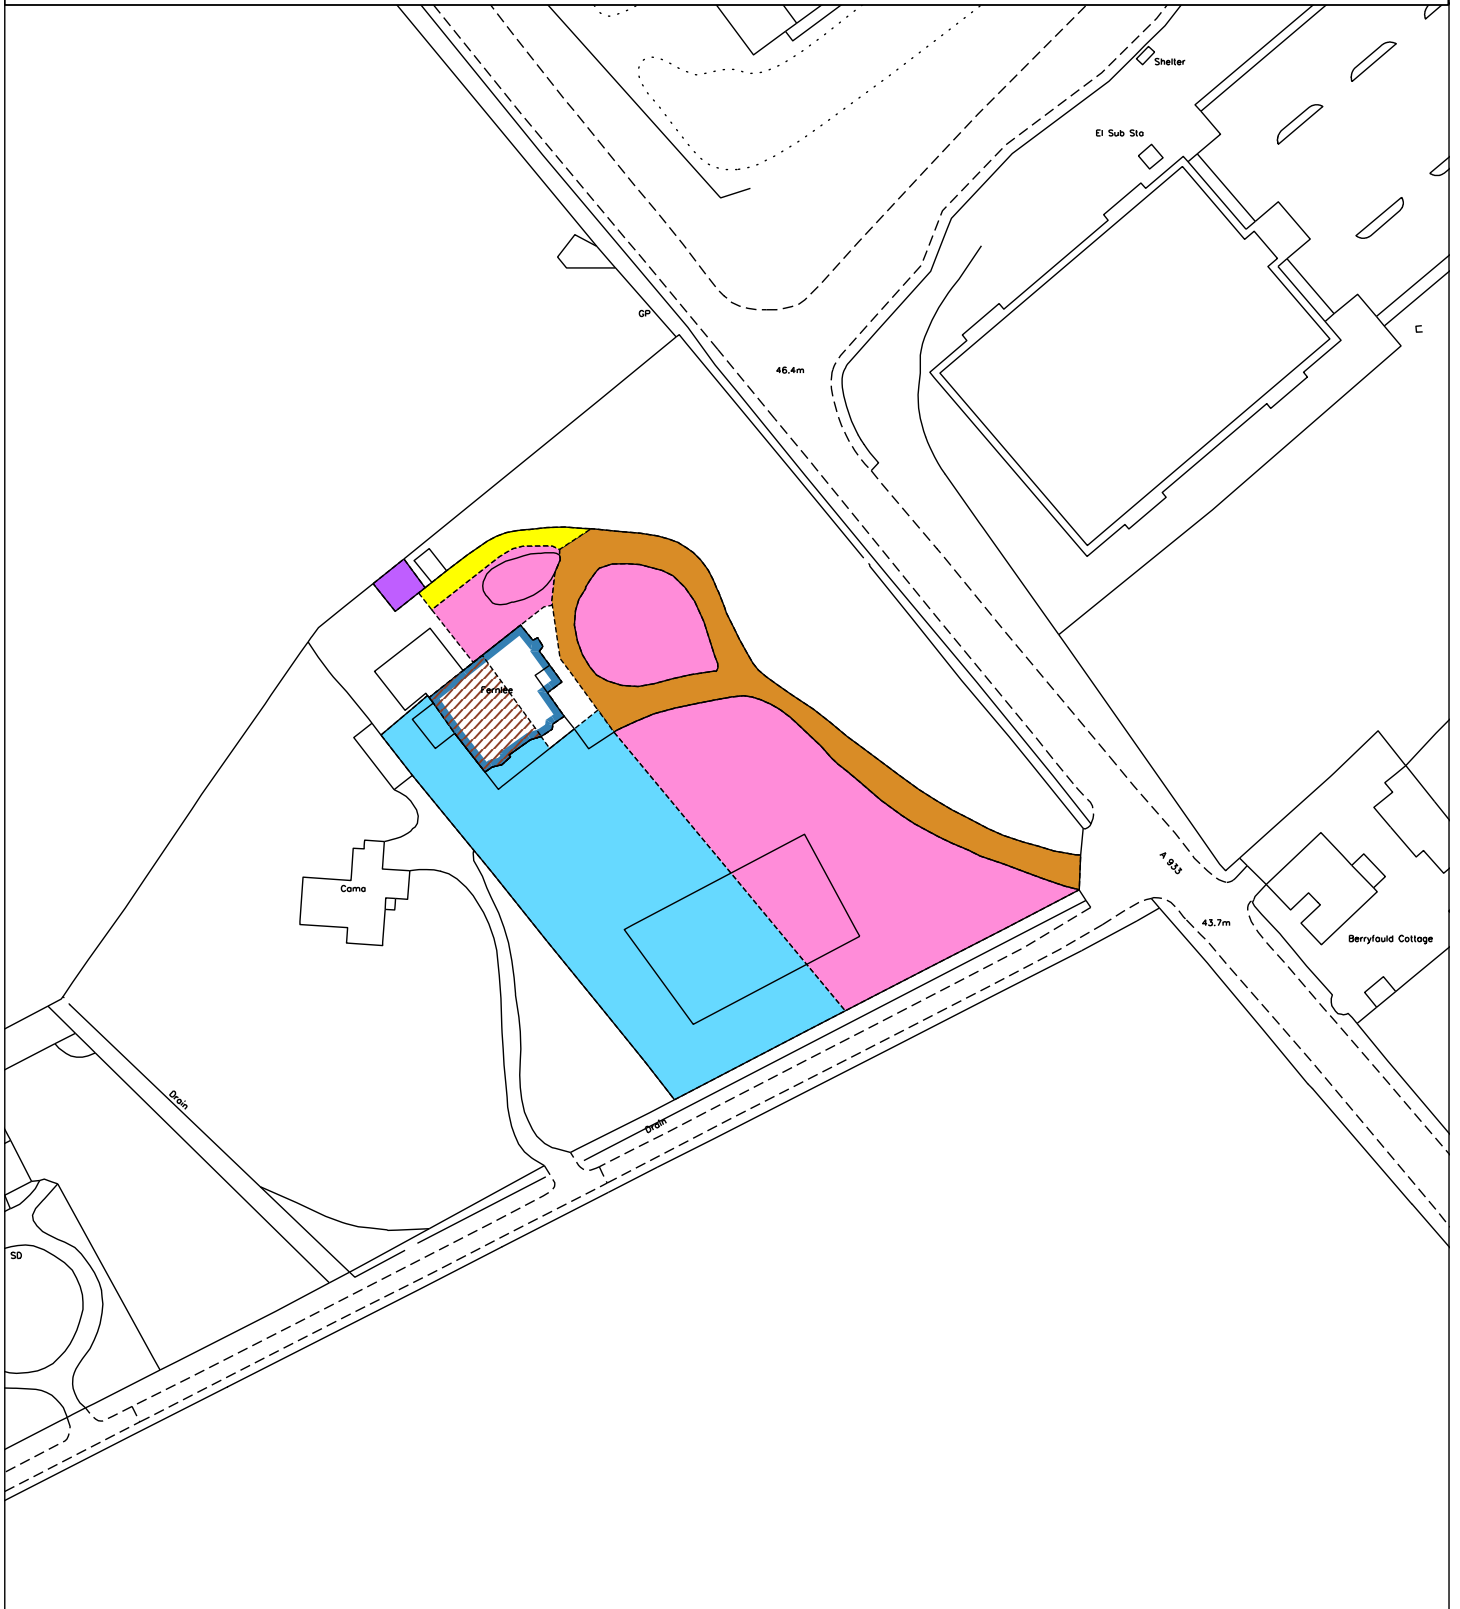 Shelter
El Sub Sta
GP
46.4m
Fernlee
A 933
Cama
43.7m
Berryfauld Cottage
Drain
Drain
SD